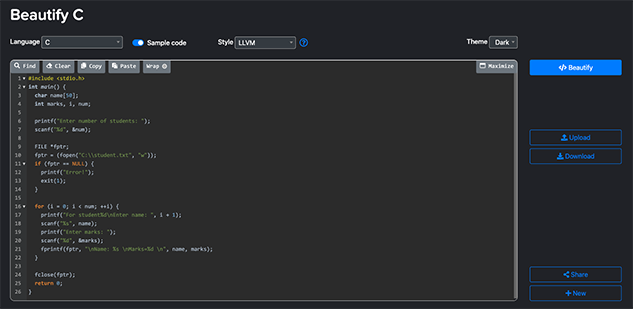 Beautify C
Language C Sample code Style LLVM Theme Dark
Find Clear Copy Paste Wrap Maximize
</> Beautify
1 #include <stdio.h>
2 int main() {
3 char name[50];
4 int marks, i, num;
5
6 printf("Enter number of students: ");
7 scanf("%d", &num);
8
9 FILE *fptr;
10 fptr = (fopen("C:\\student.txt", "w"));
11 if (fptr == NULL) {
12 printf("Error!");
13 exit(1);
14 }
15
16 for (i = 0; i < num; ++i) {
17 printf("For student%d\nEnter name: ", i + 1);
18 scanf("%s", name);
19 printf("Enter marks: ");
20 scanf("%d", &marks);
21 fprintf(fptr, "\nName: %s \nMarks=%d \n", name, marks);
22 }
23
24 fclose(fptr);
25 return 0;
26 }
Upload
Download
Share
New